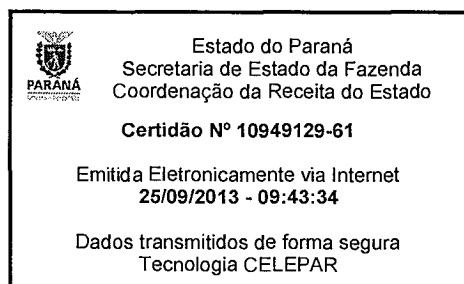 PARANÁ
Estado do Paraná
Secretaria de Estado da Fazenda
Coordenação da Receita do Estado
Certidão Nº 10949129-61
Emitida Eletronicamente via Internet
25/09/2013 - 09:43:34
Dados transmitidos de forma segura
Tecnologia CELEPAR